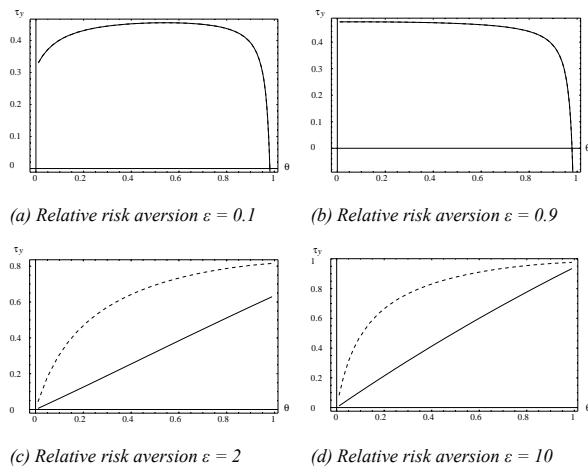 τy τy
0.4 0.4
0.3 0.3
0.2 0.2
0.1 0.1
0 0
θ θ
0 0.2 0.4 0.6 0.8 1 0 0.2 0.4 0.6 0.8 1
(a) Relative risk aversion ε = 0.1 (b) Relative risk aversion ε = 0.9
τy τy
0.8 1
0.6 0.8
0.4 0.6
0.2 0.4
0 0.2
0
θ θ
0 0.2 0.4 0.6 0.8 1 0 0.2 0.4 0.6 0.8 1
(c) Relative risk aversion ε = 2 (d) Relative risk aversion ε = 10